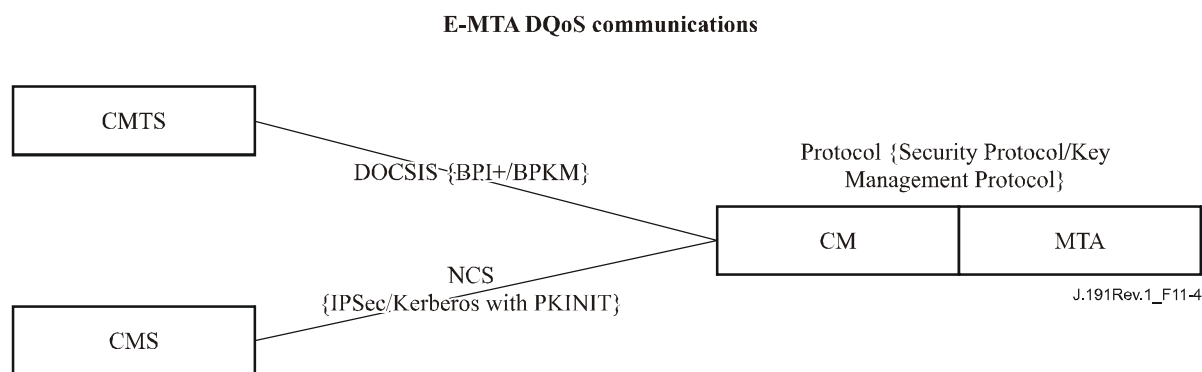 E-MTA DQoS communications
CMTS
DOCSIS {BPI+/BPKM}
Protocol {Security Protocol/Key
Management Protocol}
CM
MTA
NCS
{IPSec/Kerberos with PKINIT}
J.191Rev.1_F11-4
CMS